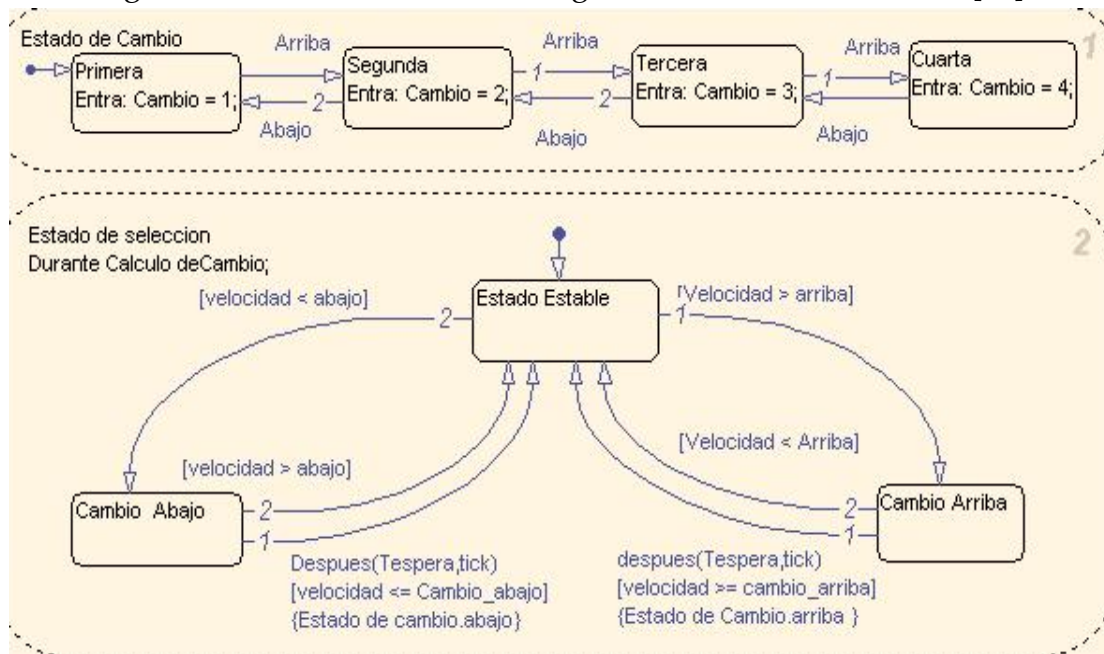 Estado de Cambio
Arriba
Arriba
Arriba
1
Primera
Entra: Cambio = 1;
Segunda
Entra: Cambio = 2;
Tercera
Entra: Cambio = 3;
Cuarta
Entra: Cambio = 4;
1
1
2
2
Abajo
Abajo
Abajo
Estado de seleccion
Durante Calculo deCambio;
2
[velocidad < abajo]
Estado Estable
[Velocidad > arriba]
2
1
[velocidad > abajo]
[Velocidad < Arriba]
Cambio Abajo
2
1
Cambio Arriba
2
1
Despues(Tespera,tick)
[velocidad <= Cambio_abajo]
{Estado de cambio.abajo}
despues(Tespera,tick)
[velocidad >= cambio_arriba]
{Estado de Cambio.arriba }